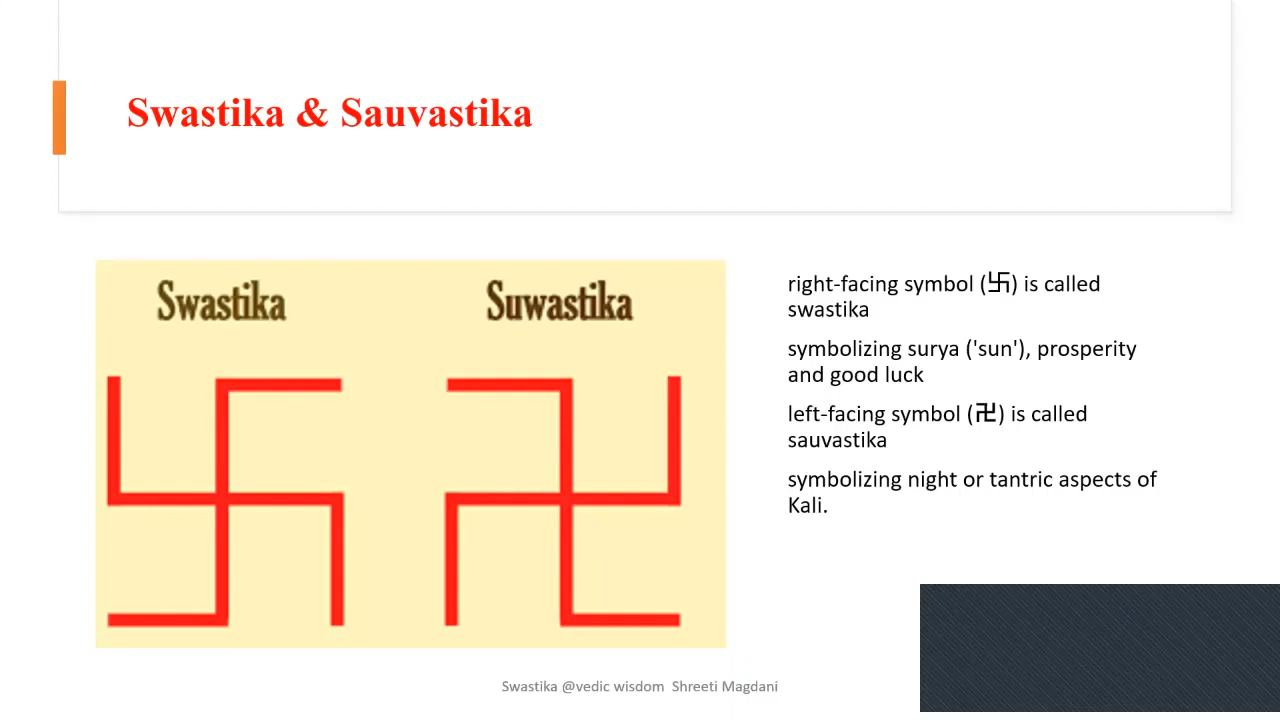 Swastika & Sauvastika
Swastika
Suwastika
right-facing symbol (卐) is called
swastika
symbolizing surya ('sun'), prosperity
and good luck
left-facing symbol (卍) is called
sauvastika
symbolizing night or tantric aspects of
Kali.
Swastika @vedic wisdom  Shreeti Magdani